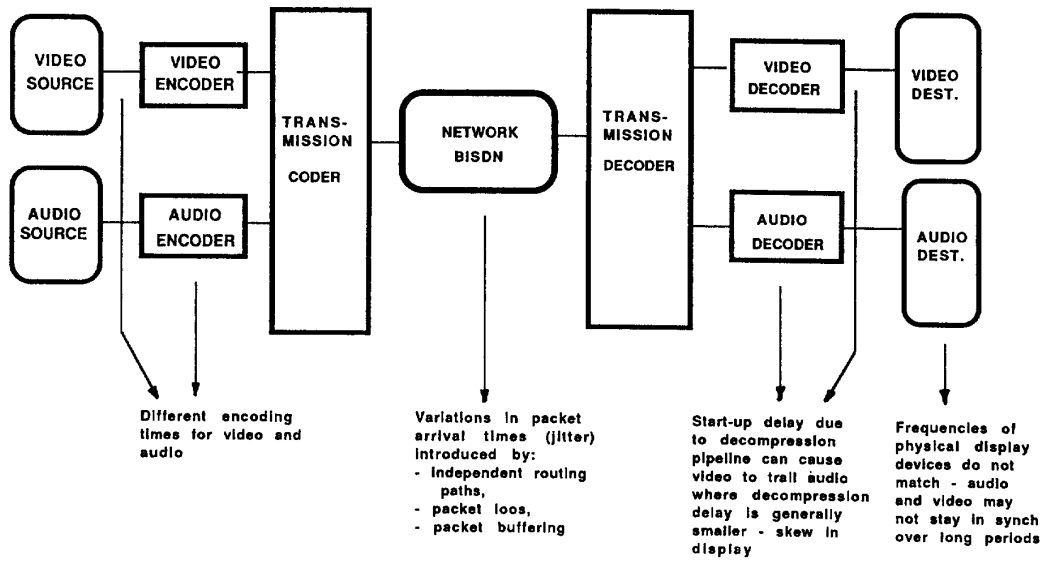 VIDEO
SOURCE
VIDEO
ENCODER
AUDIO
SOURCE
AUDIO
ENCODER
TRANS-
MISSION
CODER
NETWORK
BISDN
TRANS-
MISSION
DECODER
VIDEO
DECODER
AUDIO
DECODER
VIDEO
DEST.
AUDIO
DEST.
Different encoding
times for video and
audio
Variations in packet
arrival times (jitter)
introduced by:
- independent routing
paths,
- packet loos,
- packet buffering
Start-up delay due
to decompression
pipeline can cause
video to trail audio
where decompression
delay is generally
smaller - skew in
display
Frequencies of
physical display
devices do not
match - audio
and video may
not stay in synch
over long periods